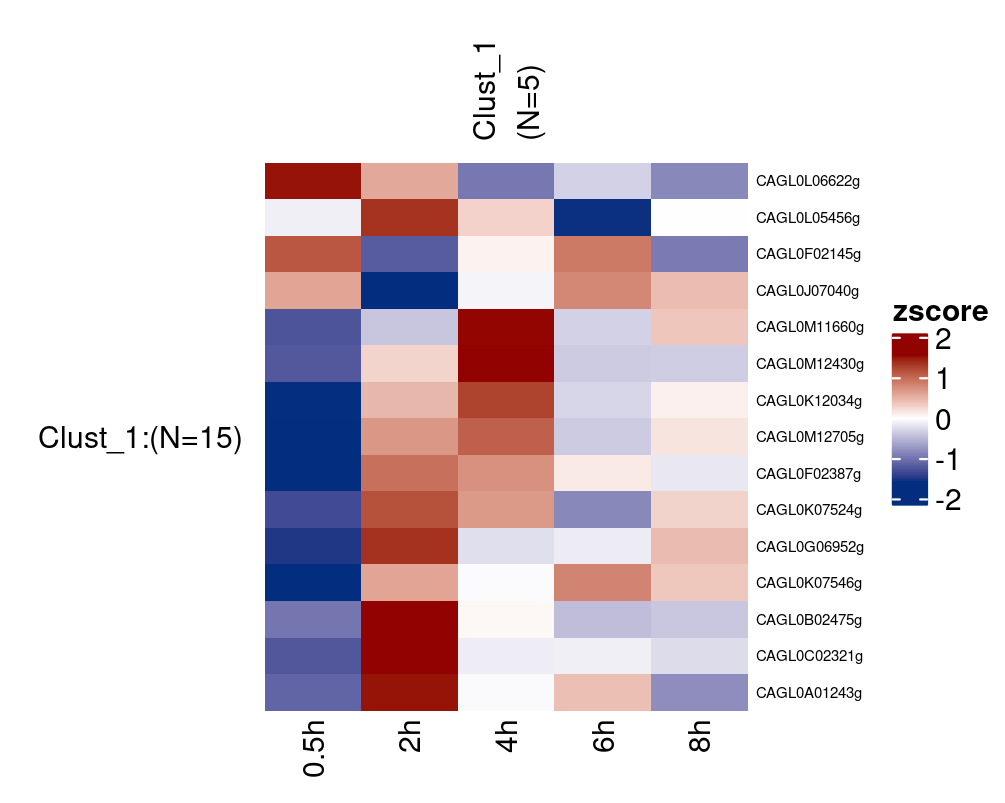 Clust_1
(N=5)
CAGL0L06622g
CAGL0L05456g
CAGL0F02145g
CAGL0J07040g
CAGL0M11660g
CAGL0M12430g
CAGL0K12034g
CAGL0M12705g
CAGL0F02387g
CAGL0K07524g
CAGL0G06952g
CAGL0K07546g
CAGL0B02475g
CAGL0C02321g
CAGL0A01243g
Clust_1:(N=15)
0.5h
2h
4h
6h
8h
zscore
2
1
0
-1
-2